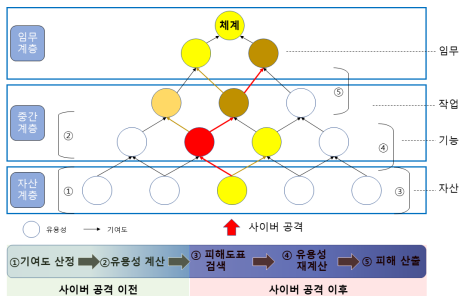 체계
임무
계층
임무
⑤
작업
중간
계층
②
기능
④
자산
계층
①
③
자산
유용성
기여도
사이버 공격
①기여도 산정
②유용성 계산
③ 피해도표
검색
④ 유용성
재계산
⑤ 피해 산출
사이버 공격 이전
사이버 공격 이후